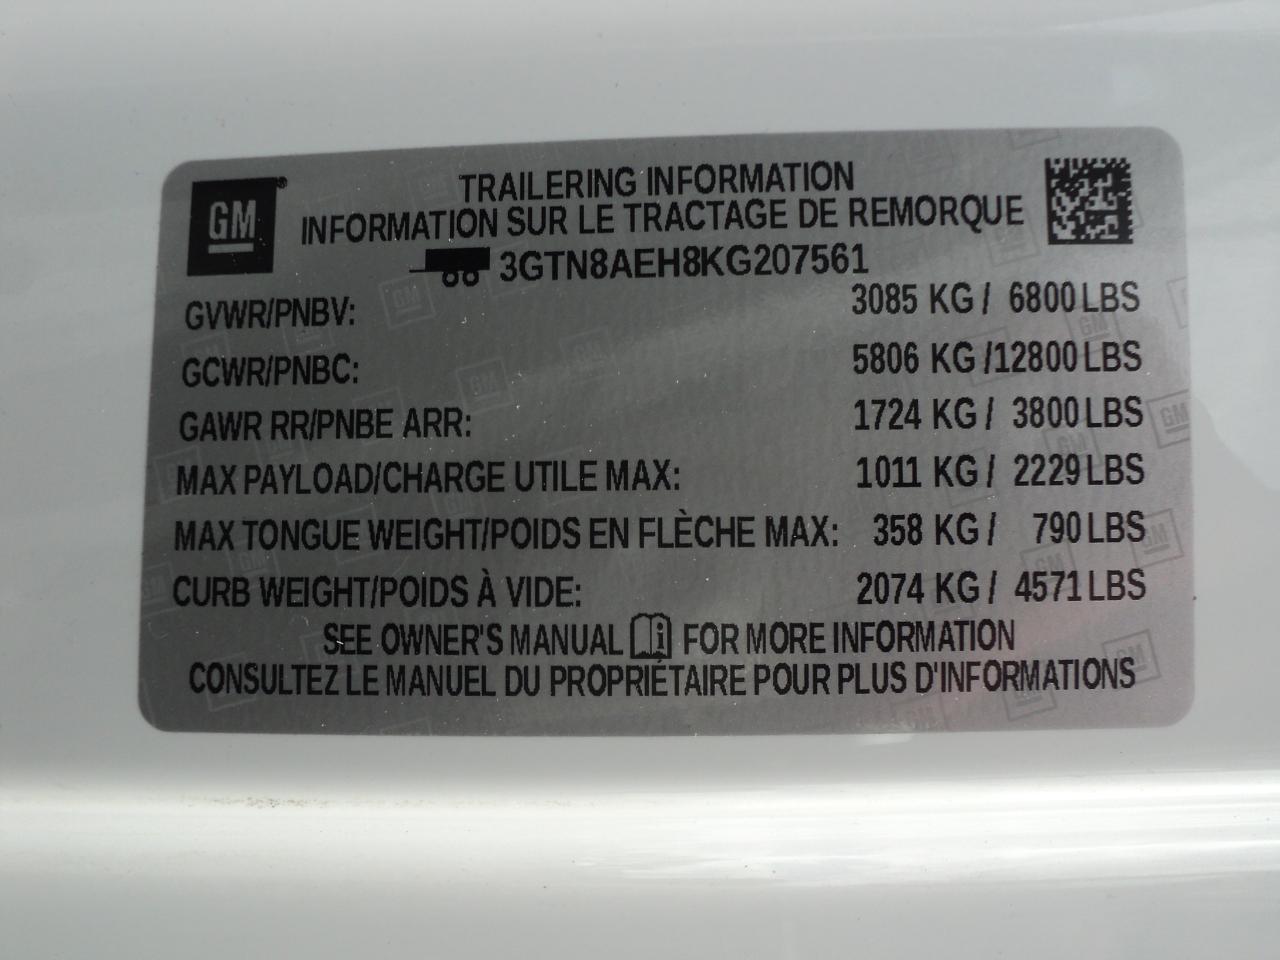 GM
TRAILERING INFORMATION
INFORMATION SUR LE TRACTAGE DE REMORQUE
3GTN8AEH8KG207561
GVWR/PNBV: 3085 KG / 6800 LBS
GCWR/PNBC: 5806 KG /12800 LBS
GAWR RR/PNBE ARR: 1724 KG / 3800 LBS
MAX PAYLOAD/CHARGE UTILE MAX: 1011 KG / 2229 LBS
MAX TONGUE WEIGHT/POIDS EN FLÈCHE MAX: 358 KG / 790 LBS
CURB WEIGHT/POIDS À VIDE: 2074 KG / 4571 LBS
SEE OWNER'S MANUAL i FOR MORE INFORMATION
CONSULTEZ LE MANUEL DU PROPRIÉTAIRE POUR PLUS D'INFORMATIONS